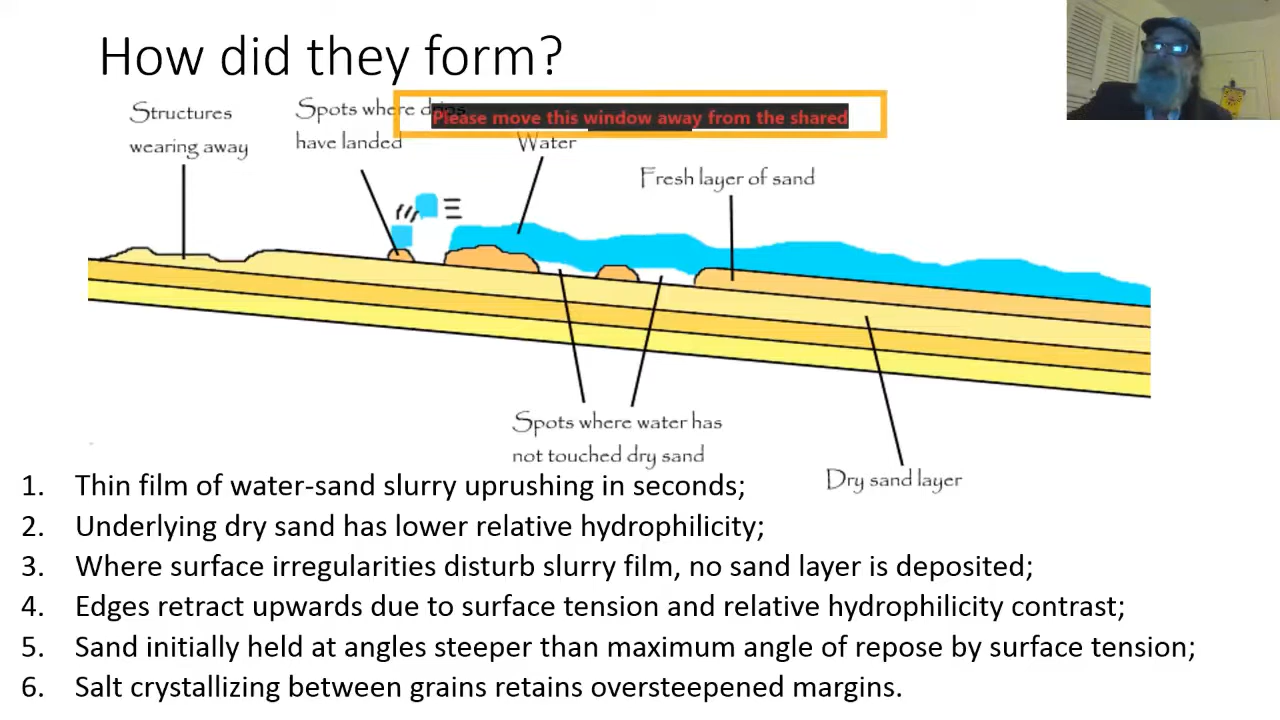 How did they form?
Structures
wearing away
Spots where drips
have landed
Please move this window away from the shared
Water
Fresh layer of sand
Spots where water has
not touched dry sand
Dry sand layer
1. Thin film of water-sand slurry uprushing in seconds;
2. Underlying dry sand has lower relative hydrophilicity;
3. Where surface irregularities disturb slurry film, no sand layer is deposited;
4. Edges retract upwards due to surface tension and relative hydrophilicity contrast;
5. Sand initially held at angles steeper than maximum angle of repose by surface tension;
6. Salt crystallizing between grains retains oversteepened margins.